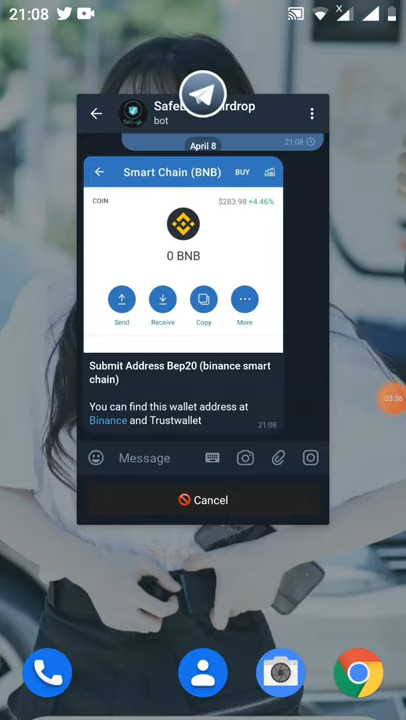 21:08
x
bot
21:08
April 8
Smart Chain (BNB) BUY
COIN $283.98 +4.46%
0 BNB
Send Receive Copy More
Submit Address Bep20 (binance smart
chain)
You can find this wallet address at
Binance and Trustwallet
21:08
03:36
Message
Cancel